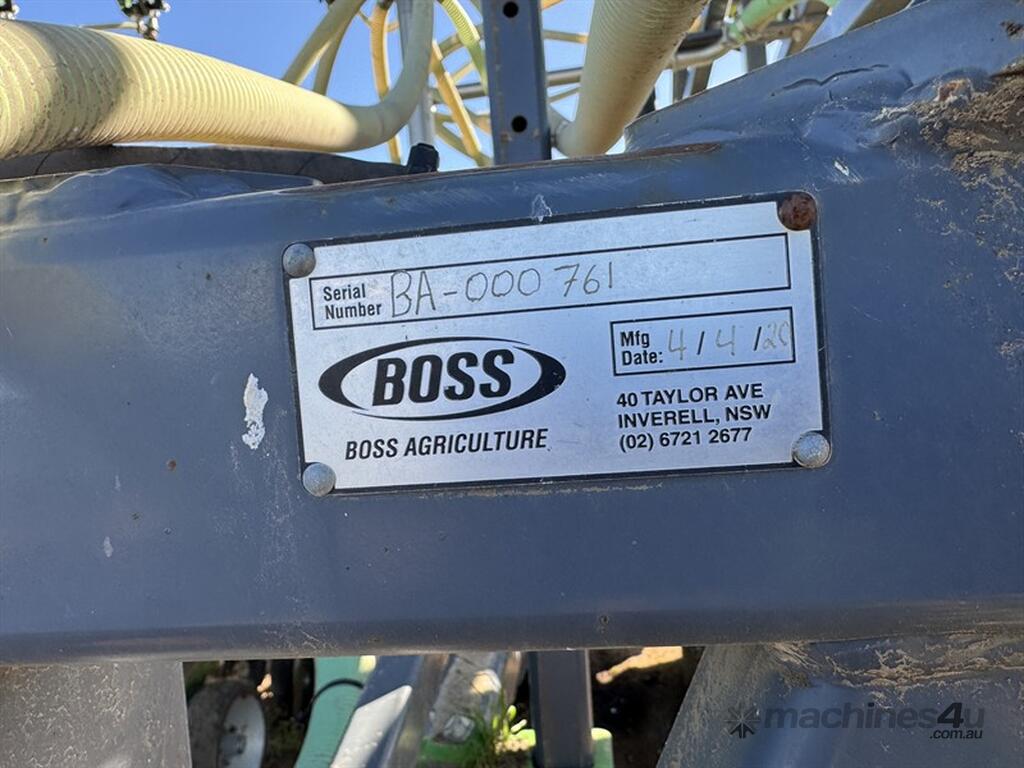 Serial
Number
BA-000761
BOSS
BOSS AGRICULTURE
Mfg
Date: 4/4/20
40 TAYLOR AVE
INVERELL, NSW
(02) 6721 2677
machines4u
.com.au